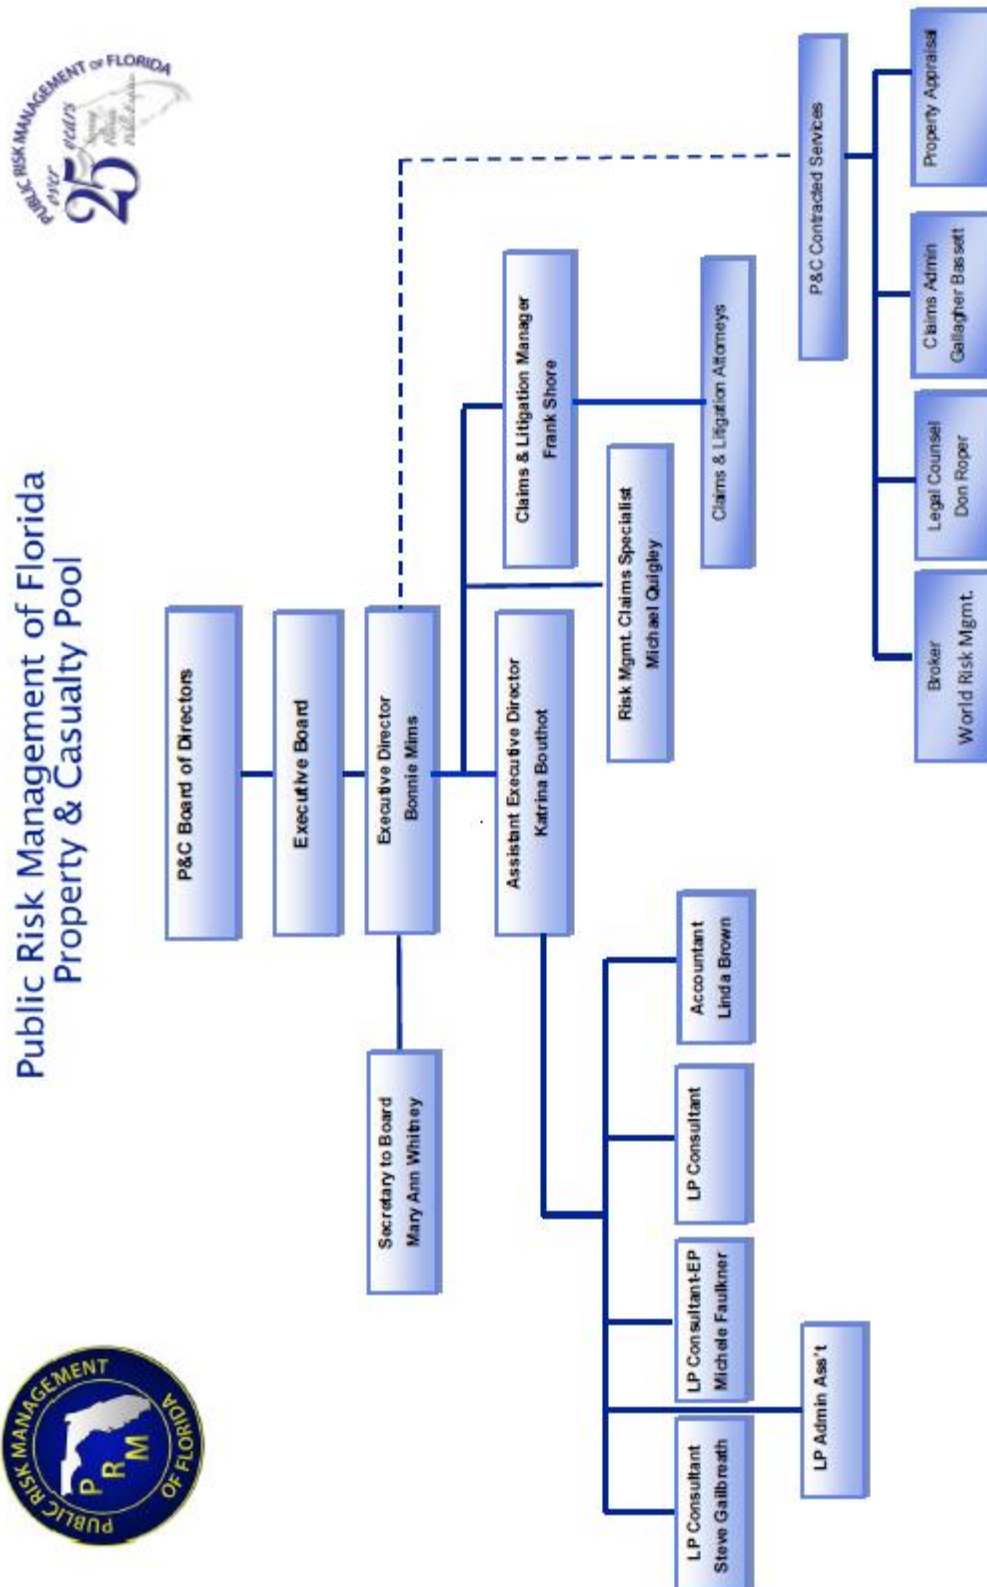 PUBLIC RISK MANAGEMENT
OF FLORIDA
P R M
Public Risk Management of Florida
Property & Casualty Pool
PUBLIC RISK MANAGEMENT OF FLORIDA
over
25 years
P&C Board of Directors
Executive Board
Secretary to Board
Mary Ann Whitney
Executive Director
Bonnie Mims
Assistant Executive Director
Katrina Bouthot
Claims & Litigation Manager
Frank Shore
Risk Mgmt. Claims Specialist
Michael Quigley
Claims & Litigation Attorneys
LP Consultant
Steve Gailbreath
LP Consultant-EP
Michele Faulkner
LP Consultant
Accountant
Linda Brown
LP Admin Ass't
P&C Contracted Services
Broker
World Risk Mgmt.
Legal Counsel
Don Roper
Claims Admin
Gallagher Bassett
Property Appraisal